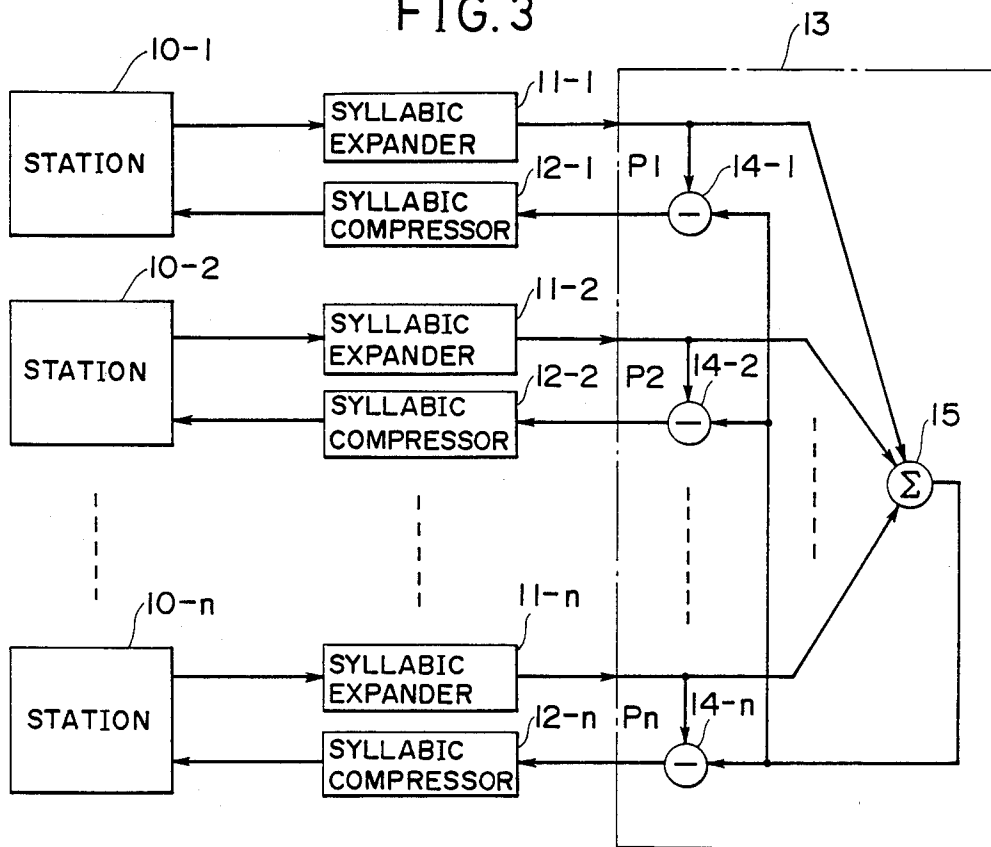 FIG. 3
13
10-1
11-1
STATION
SYLLABIC
EXPANDER
12-1
P1
14-1
SYLLABIC
COMPRESSOR
−
10-2
11-2
STATION
SYLLABIC
EXPANDER
12-2
P2
14-2
SYLLABIC
COMPRESSOR
−
15
Σ
10-n
11-n
STATION
SYLLABIC
EXPANDER
12-n
Pn
14-n
SYLLABIC
COMPRESSOR
−